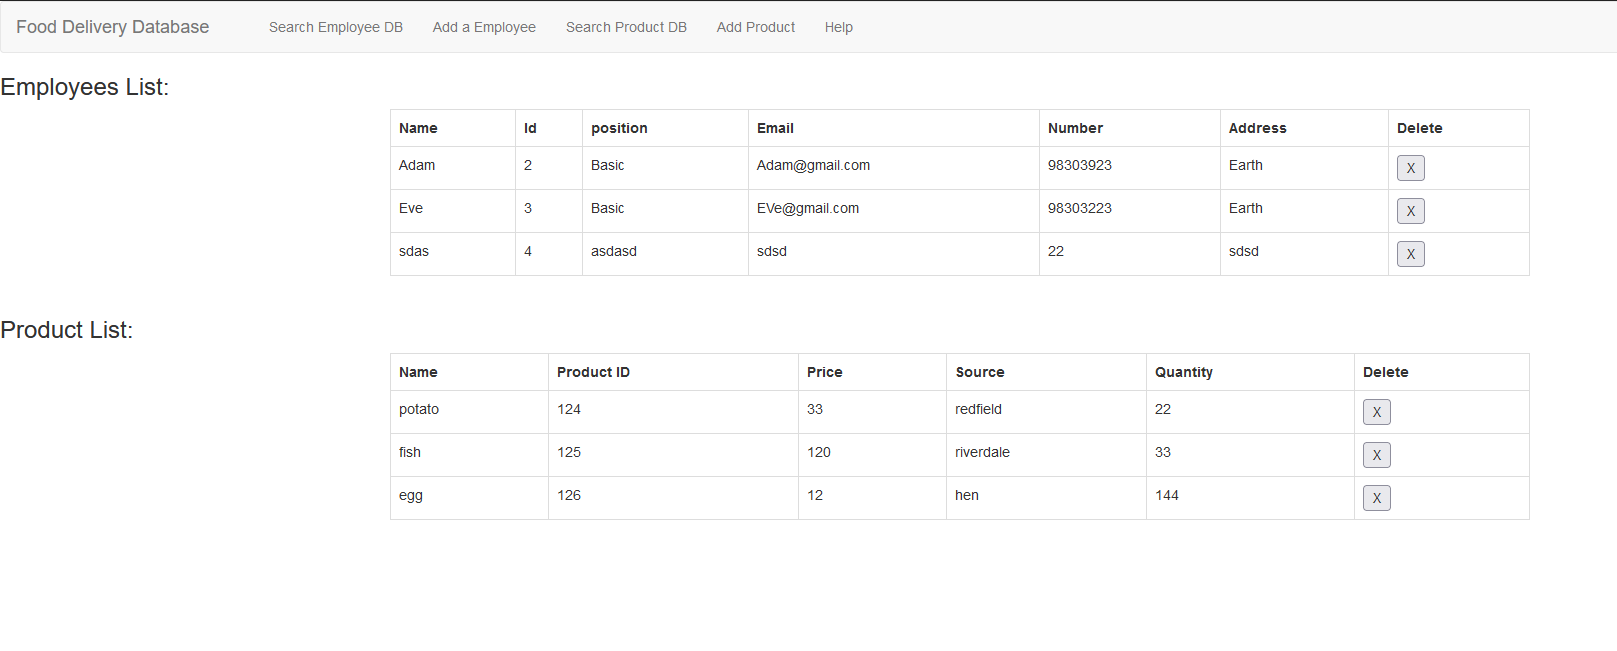 Food Delivery Database Search Employee DB Add a Employee Search Product DB Add Product Help
Employees List:
Name Id position Email Number Address Delete
Adam 2 Basic Adam@gmail.com 98303923 Earth X
Eve 3 Basic EVe@gmail.com 98303223 Earth X
sdas 4 asdasd sdsd 22 sdsd X
Product List:
Name Product ID Price Source Quantity Delete
potato 124 33 redfield 22 X
fish 125 120 riverdale 33 X
egg 126 12 hen 144 X